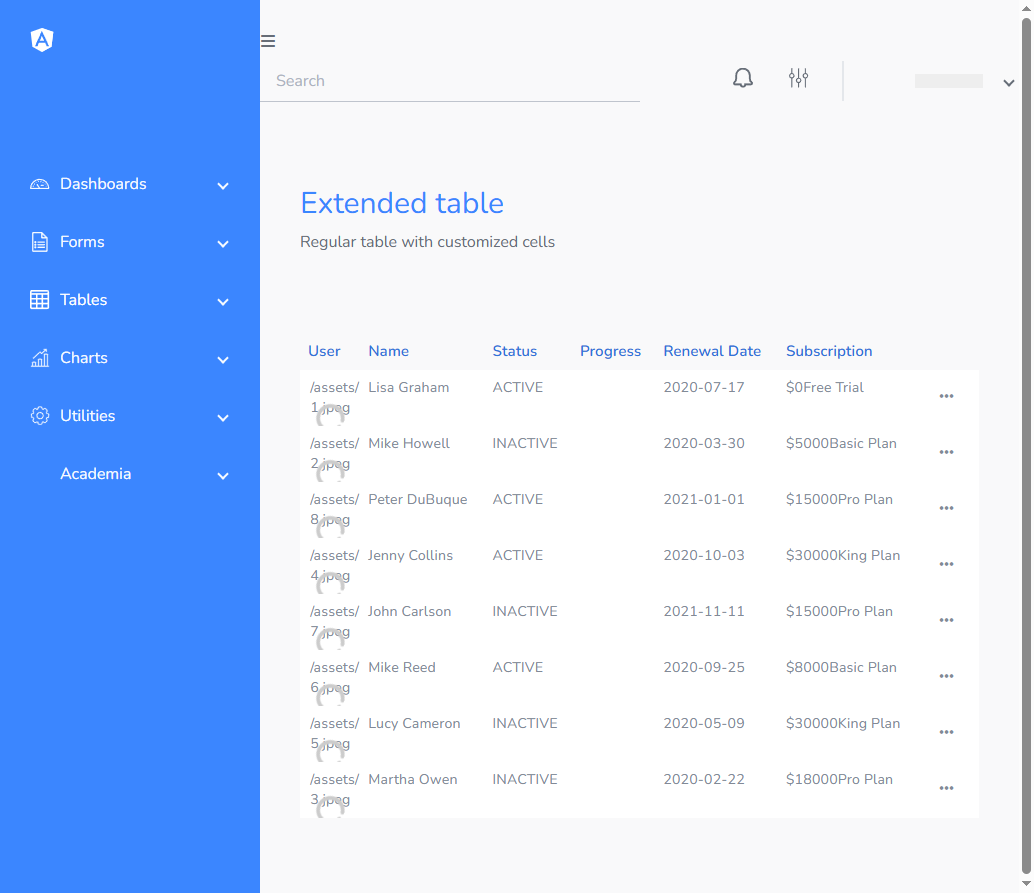 A
Search
Dashboards
Forms
Tables
Charts
Utilities
Academia
Extended table
Regular table with customized cells
User Name Status Progress Renewal Date Subscription
/assets/ Lisa Graham ACTIVE 2020-07-17 $0Free Trial
1.jpeg
/assets/ Mike Howell INACTIVE 2020-03-30 $5000Basic Plan
2.jpeg
/assets/ Peter DuBuque ACTIVE 2021-01-01 $15000Pro Plan
8.jpeg
/assets/ Jenny Collins ACTIVE 2020-10-03 $30000King Plan
4.jpeg
/assets/ John Carlson INACTIVE 2021-11-11 $15000Pro Plan
7.jpeg
/assets/ Mike Reed ACTIVE 2020-09-25 $8000Basic Plan
6.jpeg
/assets/ Lucy Cameron INACTIVE 2020-05-09 $30000King Plan
5.jpeg
/assets/ Martha Owen INACTIVE 2020-02-22 $18000Pro Plan
3.jpeg